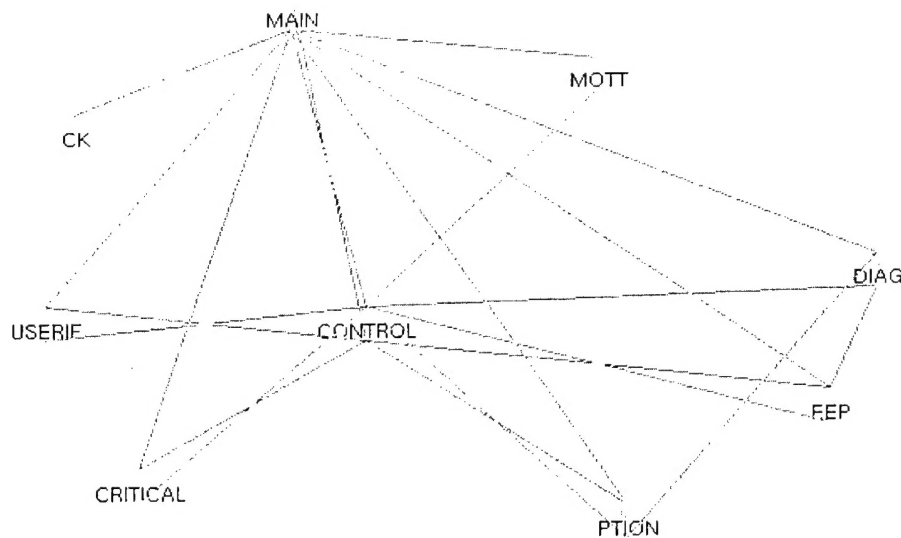 MAIN
MOTT
CK
DIAG
USERIF
CONTROL
FEP
CRITICAL
PTION